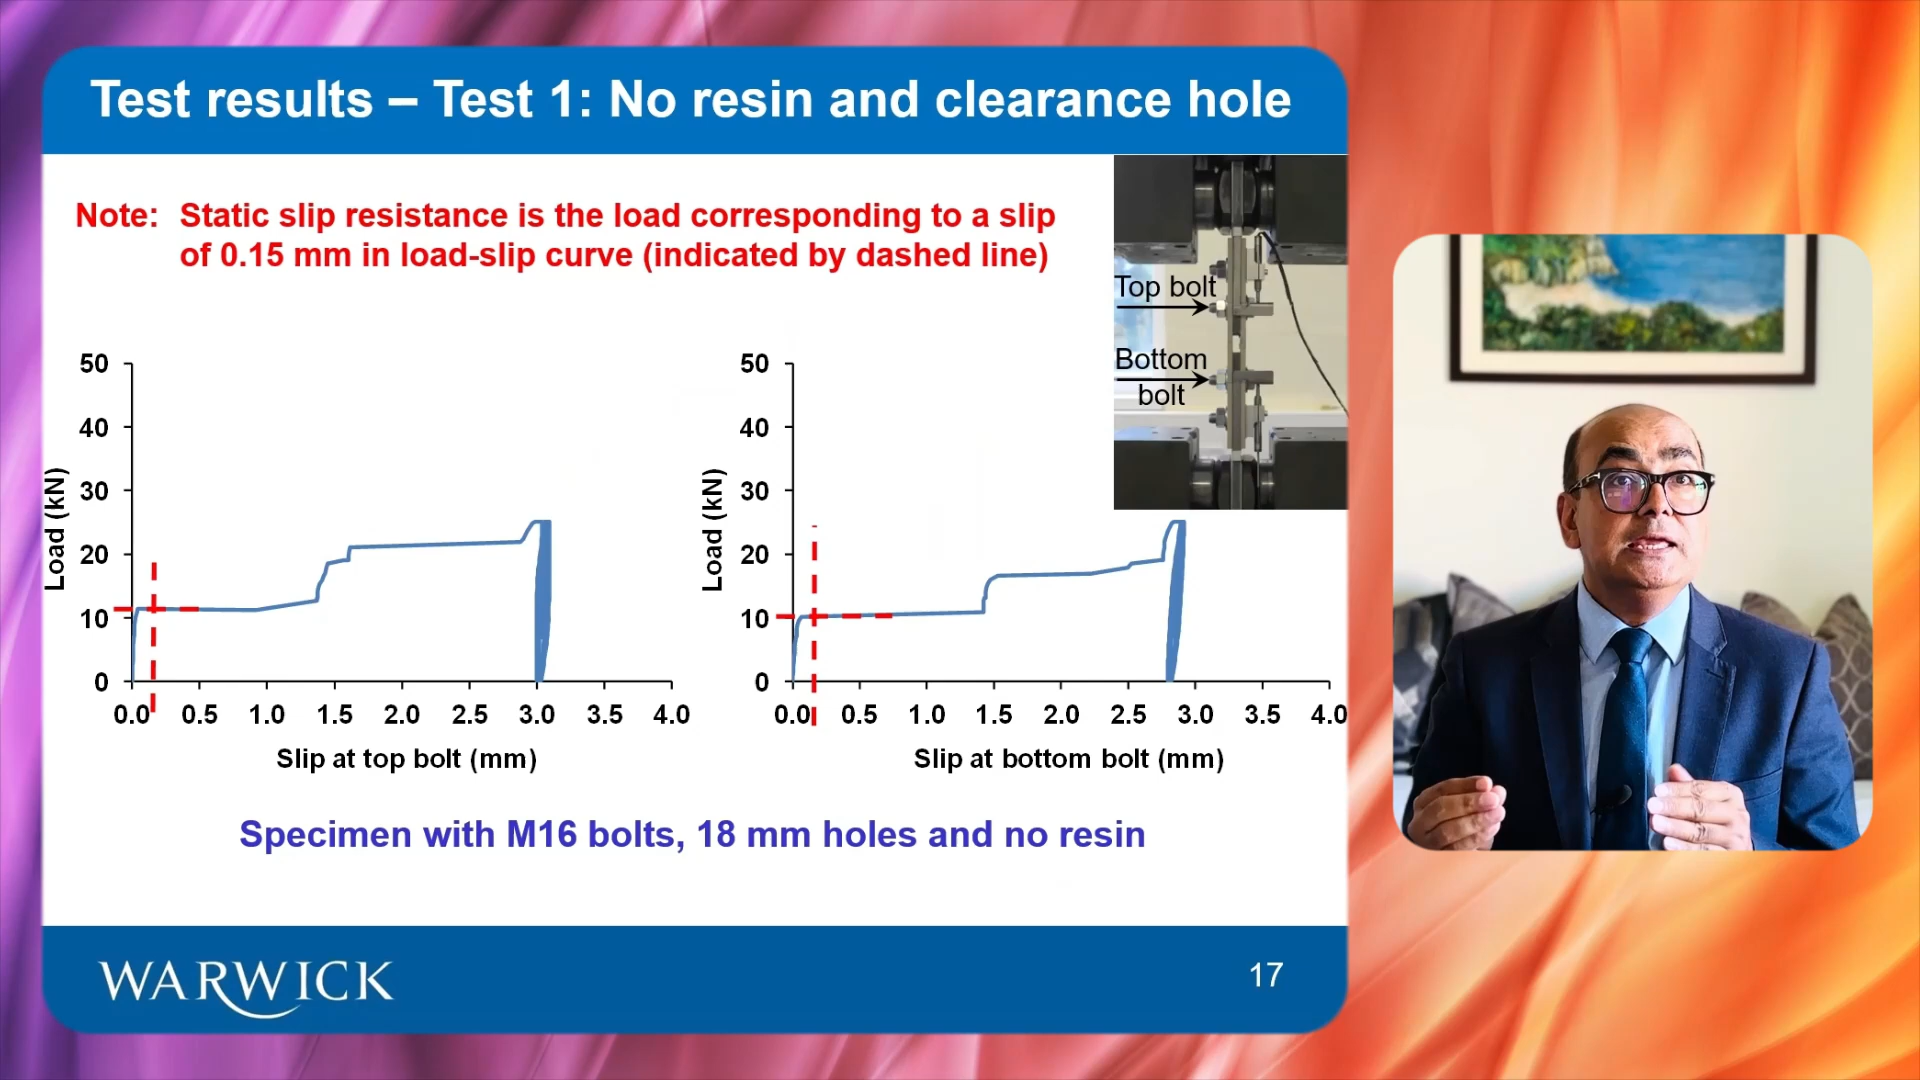 Test results – Test 1: No resin and clearance hole
Note: Static slip resistance is the load corresponding to a slip
of 0.15 mm in load-slip curve (indicated by dashed line)
Top bolt
Bottom
bolt
50
40
30
20
10
0
Load (kN)
0.0 0.5 1.0 1.5 2.0 2.5 3.0 3.5 4.0
Slip at top bolt (mm)
50
40
30
20
10
0
Load (kN)
0.0 0.5 1.0 1.5 2.0 2.5 3.0 3.5 4.0
Slip at bottom bolt (mm)
Specimen with M16 bolts, 18 mm holes and no resin
WARWICK
17